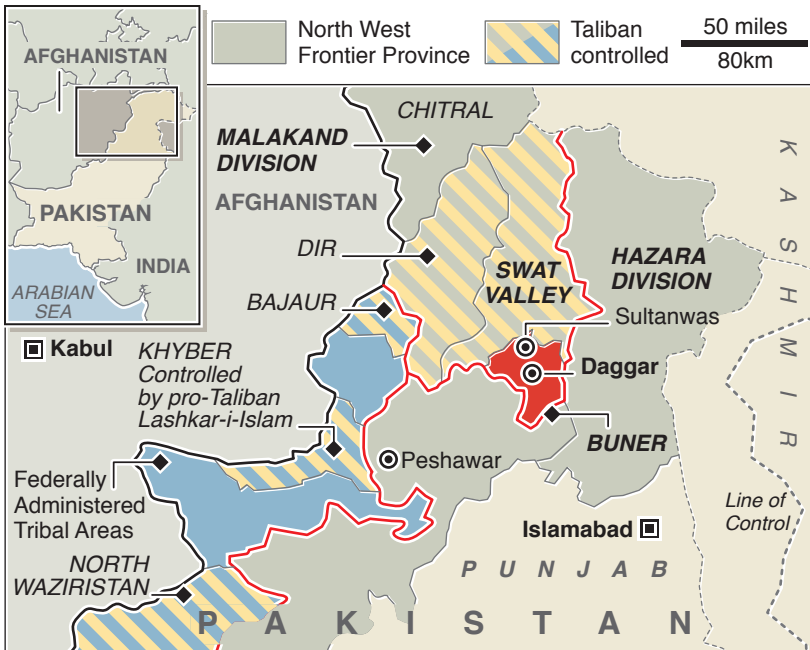 North West
Frontier Province
Taliban
controlled
50 miles
80km
AFGHANISTAN
PAKISTAN
INDIA
ARABIAN
SEA
CHITRAL
MALAKAND
DIVISION
AFGHANISTAN
DIR
BAJAUR
SWAT
VALLEY
HAZARA
DIVISION
Sultanwas
Daggar
BUNER
KASHMIR
Kabul
KHYBER
Controlled
by pro-Taliban
Lashkar-i-Islam
Peshawar
Federally
Administered
Tribal Areas
NORTH
WAZIRISTAN
Islamabad
Line of
Control
PUNJAB
PAKISTAN